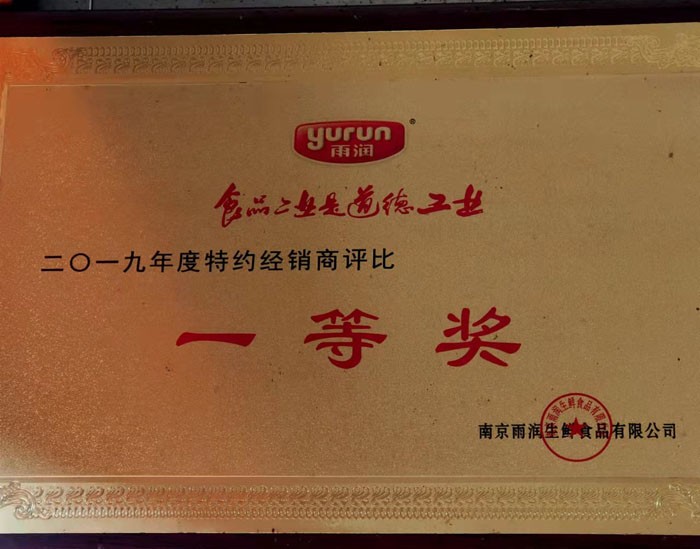 yurun®
雨润
食品工业是道德工业
二〇一九年度特约经销商评比
一等奖
南京雨润生鲜食品有限公司